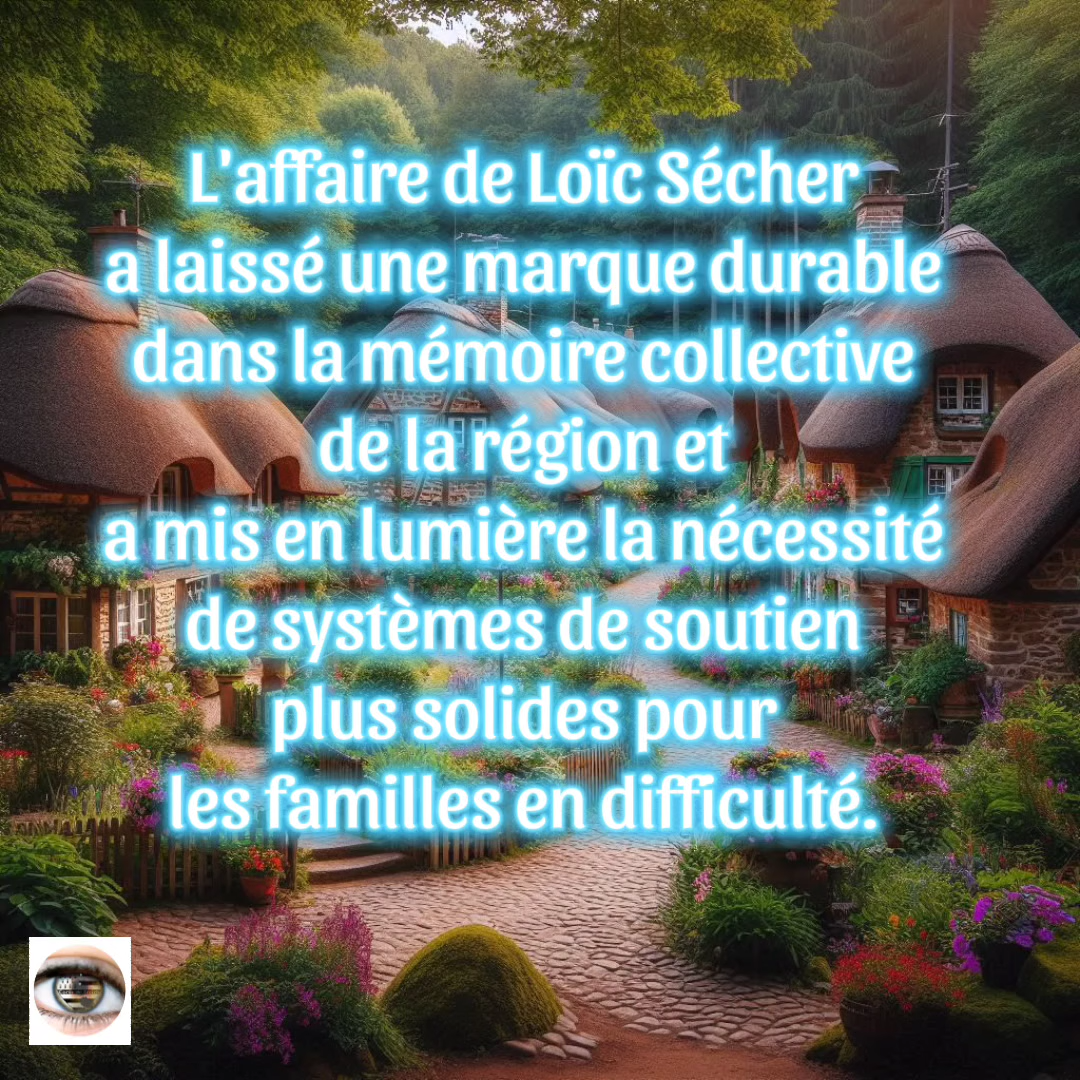 L'affaire de Loïc Sécher
a laissé une marque durable
dans la mémoire collective
de la région et
a mis en lumière la nécessité
de systèmes de soutien
plus solides pour
les familles en difficulté.